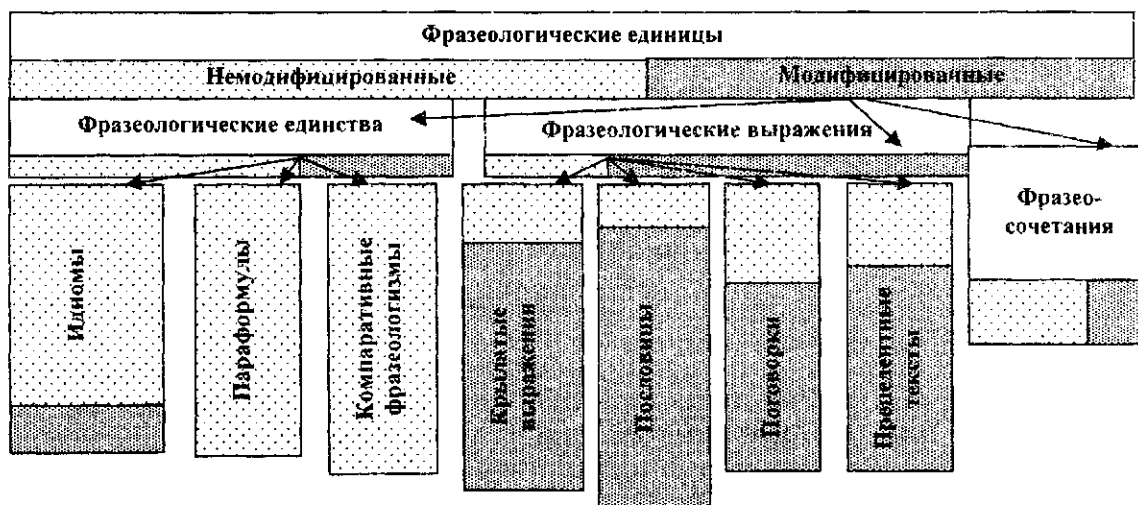 Фразеологические единицы
Немодифицированные
Модифицированные
Фразеологические единства
Фразеологические выражения
Фразео-
сочетания
Идиомы
Параформулы
Компаративные
фразеологизмы
Крылатые
выражении
Пословицы
Поговорки
Прецедентные
тексты